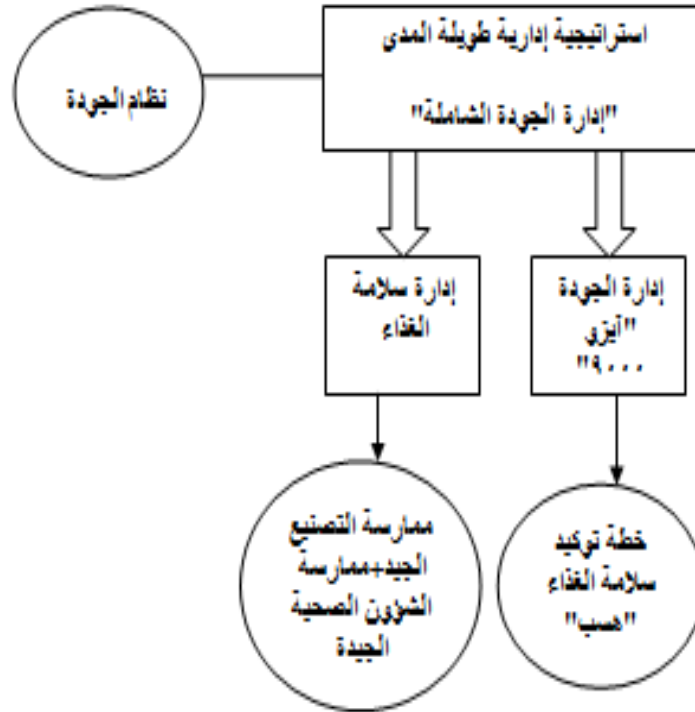 استراتيجية إدارية طويلة المدى
"إدارة الجودة الشاملة"
نظام الجودة
إدارة الجودة
"آيزو
٩٠٠٠"
إدارة سلامة
الغذاء
خطة توكيد
سلامة الغذاء
"هسب"
ممارسة التصنيع
الجيد+ممارسة
الشؤون الصحية
الجيدة